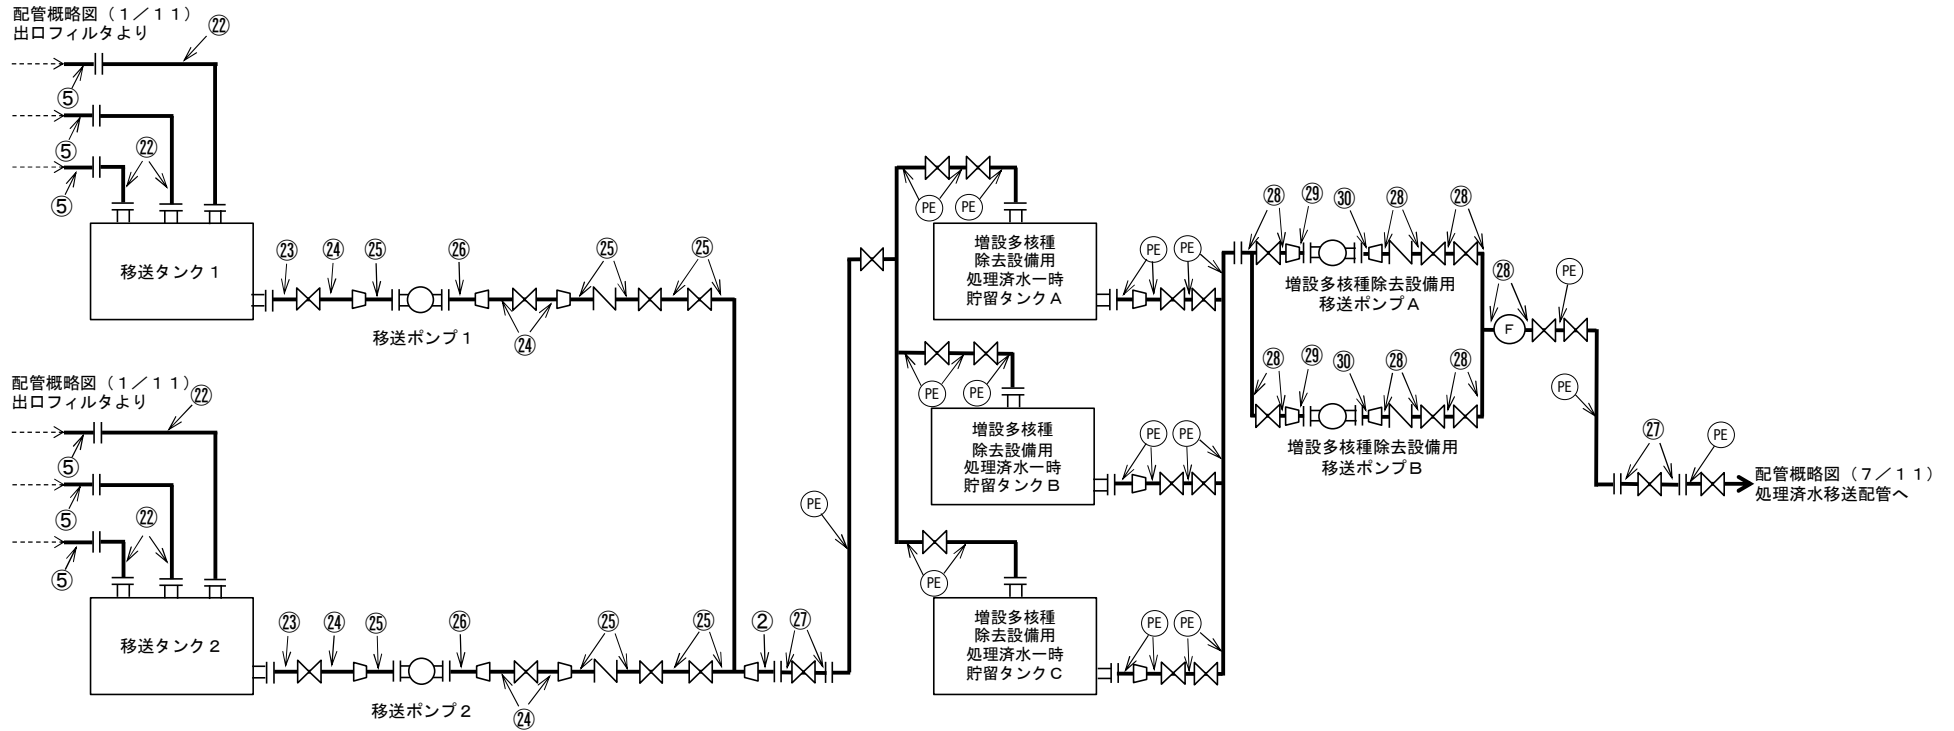 配管概略図（１／１１）
出口フィルタより
㉒
⑤
⑤
㉒
⑤
移送タンク１
㉓
㉔
㉕
㉖
㉕
㉕
移送ポンプ１
㉔
配管概略図（１／１１）
出口フィルタより
㉒
⑤
⑤
㉒
⑤
移送タンク２
㉓
㉔
㉕
㉖
㉕
㉕
②
㉗
移送ポンプ２
㉔
PE
PE
PE
増設多核種
除去設備用
処理済水一時
貯留タンクＡ
PE
PE
PE
PE
増設多核種
除去設備用
処理済水一時
貯留タンクＢ
PE
PE
PE
増設多核種
除去設備用
処理済水一時
貯留タンクＣ
PE
PE
㉘
㉙
㉚
㉘
㉘
増設多核種除去設備用
移送ポンプＡ
㉘
PE
F
㉘
㉙
㉚
㉘
㉘
増設多核種除去設備用
移送ポンプＢ
PE
㉗
PE
配管概略図（７／１１）
処理済水移送配管へ